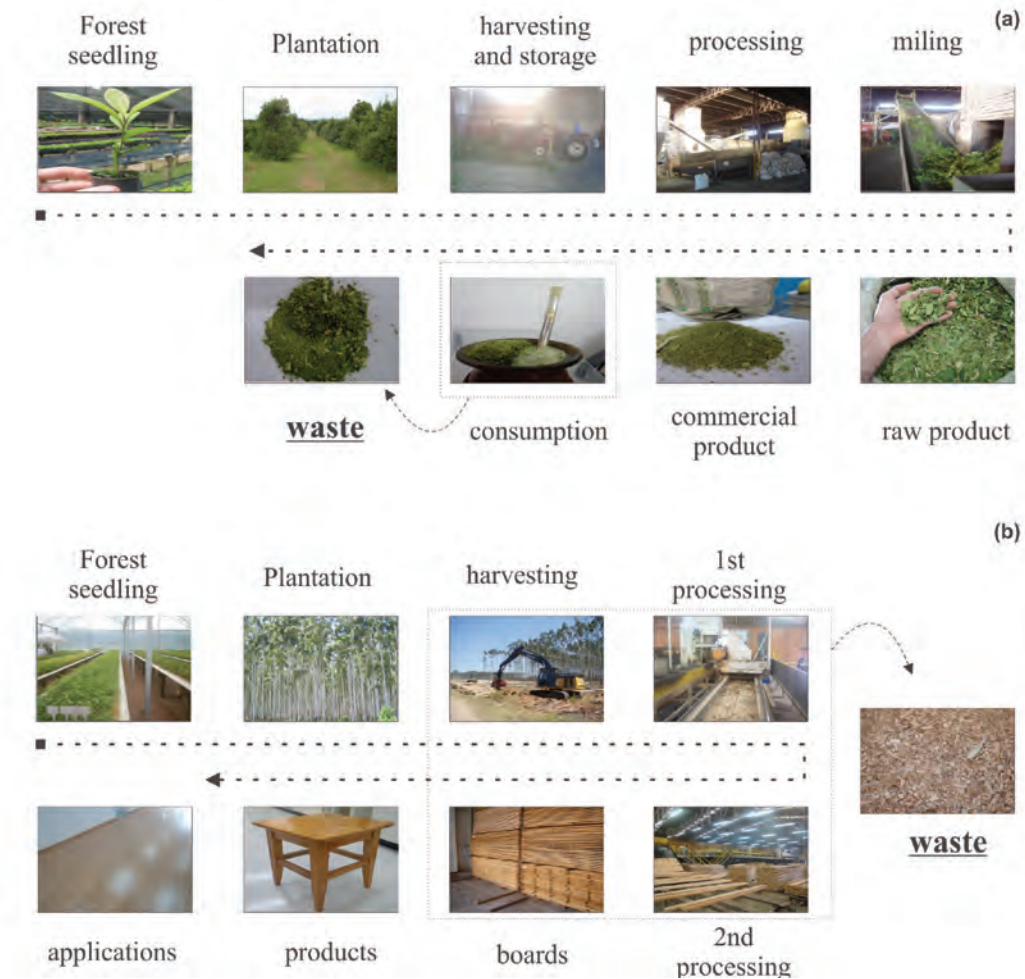 (a)
Forest
seedling
Plantation
harvesting
and storage
processing
miling
waste
consumption
commercial
product
raw product
(b)
Forest
seedling
Plantation
harvesting
1st
processing
waste
applications
products
boards
2nd
processing